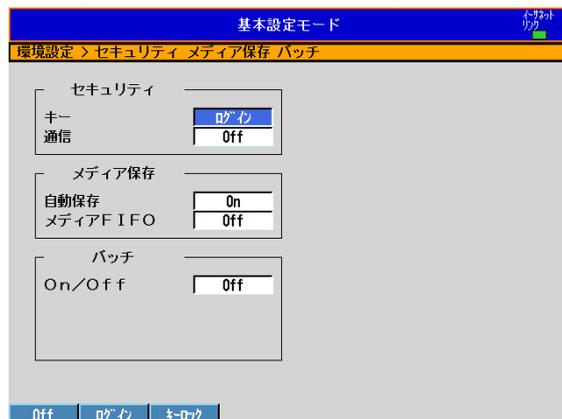 基本設定モード
イーサネット
リンク
環境設定 > セキュリティ メディア保存 バッチ
セキュリティ
キー ログイン
通信 Off
メディア保存
自動保存 On
メディアFIFO Off
バッチ
On/Off Off
Off ログイン キーロック